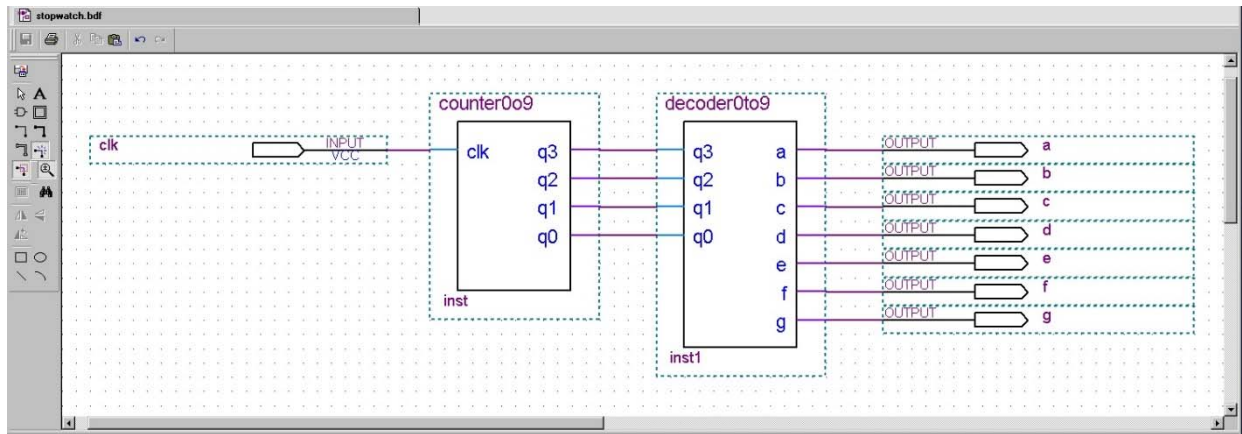 stopwatch.bdf
A
counter0o9
decoder0to9
clk
INPUT
VCC
clk
q3
q2
q1
q0
inst
q3
q2
q1
q0
a
b
c
d
e
f
g
inst1
OUTPUT
a
OUTPUT
b
OUTPUT
c
OUTPUT
d
OUTPUT
e
OUTPUT
f
OUTPUT
g